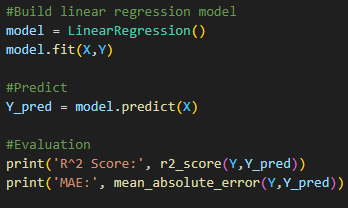 #Build linear regression model
model = LinearRegression()
model.fit(X,Y)
#Predict
Y_pred = model.predict(X)
#Evaluation
print('R^2 Score:', r2_score(Y,Y_pred))
print('MAE:', mean_absolute_error(Y,Y_pred))